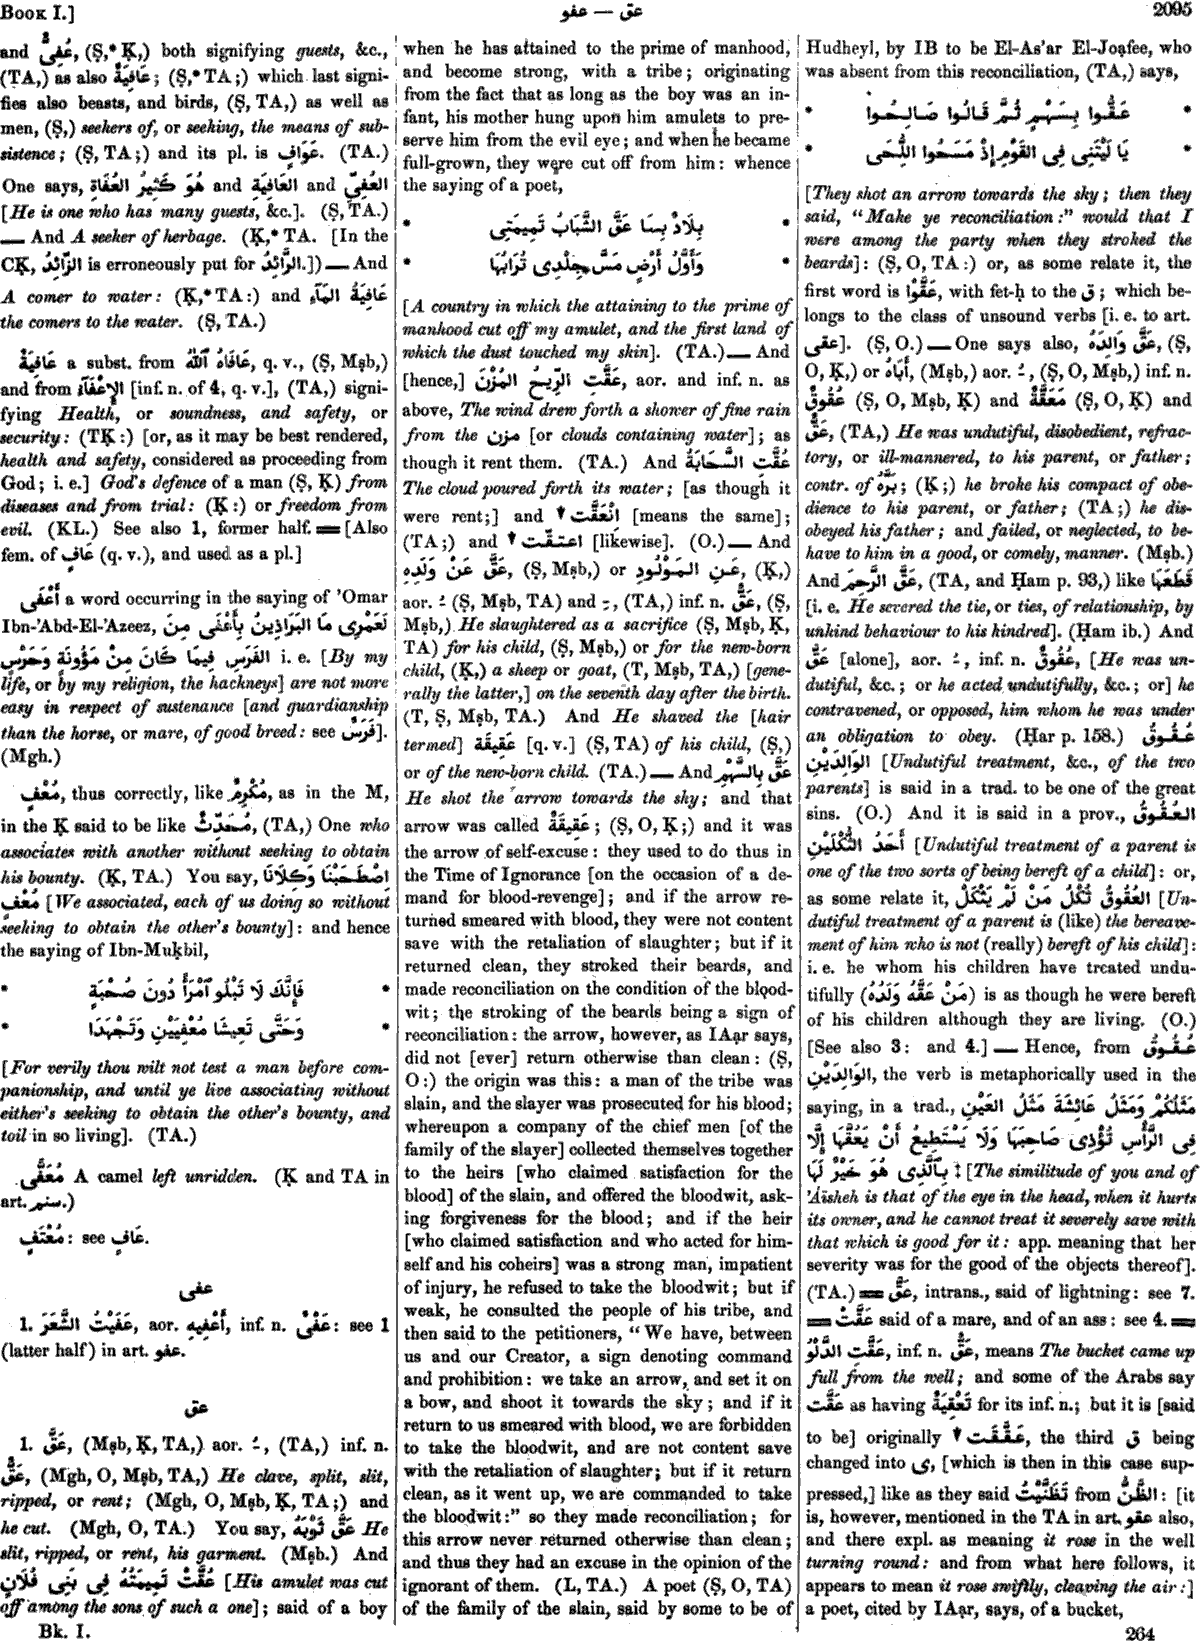 Book I.]
عق — عفو
2095
and عُفِىٌّ, (Ṣ,* Ḳ,) both signifying guests, &c.,
(TA,) as also عَافِيَةٌ; (Ṣ,* TA;) which last signi-
fies also beasts, and birds, (Ṣ, TA,) as well as
men, (Ṣ,) seekers of, or seeking, the means of sub-
sistence; (Ṣ, TA;) and its pl. is عَوَافٍ. (TA.)
One says, هُوَ كَثِيرُ العُفَاةِ and العَافِيَةِ and العُفِىِّ
[He is one who has many guests, &c.]. (Ṣ, TA.)
— And A seeker of herbage. (Ḳ,* TA. [In the
CḲ, الزَّائِدُ is erroneously put for الرَّائِدُ.]) — And
A comer to water: (Ḳ,* TA:) and عَافِيَةُ المَآءِ
the comers to the water. (Ṣ, TA.)
عَافِيَةٌ a subst. from عَافَاهُ ٱللّٰهُ, q. v., (Ṣ, Mṣb,)
and from الإِعْفَآءُ [inf. n. of 4, q. v.], (TA,) signi-
fying Health, or soundness, and safety, or
security: (TḲ:) [or, as it may be best rendered,
health and safety, considered as proceeding from
God; i. e.] God's defence of a man (Ṣ, Ḳ) from
diseases and from trial: (Ḳ:) or freedom from
evil. (KL.) See also 1, former half. = [Also
fem. of عَافٍ (q. v.), and used as a pl.]
أَعْفَى a word occurring in the saying of 'Omar
Ibn-'Abd-El-'Azeez, لَعَمْرِى مَا البَرَاذِينُ بِأَعْفَى مِنَ
الفَرَسِ فِيمَا كَانَ مِنْ مَؤُونَةٍ وَحَرْسٍ i. e. [By my
life, or by my religion, the hackneys] are not more
easy in respect of sustenance [and guardianship
than the horse, or mare, of good breed: see فَرَسٌ].
(Mgh.)
مُعْفٍ, thus correctly, like مُكْرِمٌ, as in the M,
in the Ḳ said to be like مُحَدِّثٌ, (TA,) One who
associates with another without seeking to obtain
his bounty. (Ḳ, TA.) You say, اِصْطَحَبْنَا وَكِلَانَا
مُعْفٍ [We associated, each of us doing so without
seeking to obtain the other's bounty]: and hence
the saying of Ibn-Muḳbil,
* فَإِنَّكَ لَا تَبْلُو ٱمْرَأً دُونَ صُحْبَةٍ *
* وَحَتَّى تَعِيشَا مُعْفِيَيْنِ وَتَجْهَدَا *
[For verily thou wilt not test a man before com-
panionship, and until ye live associating without
either's seeking to obtain the other's bounty, and
toil in so living]. (TA.)
مُعَفًّى A camel left unridden. (Ḳ and TA in
art. سنم.)
مُعْتَفٍ: see عَافٍ.
عفى
1. عَفَيْتُ الشَّعَرَ, aor. أَعْفِيهِ, inf. n. عَفْىٌ: see 1
(latter half) in art. عفو.
عق
1. عَقَّ, (Mṣb, Ḳ, TA,) aor. ـُ, (TA,) inf. n.
عَقٌّ, (Mgh, O, Mṣb, TA,) He clave, split, slit,
ripped, or rent; (Mgh, O, Mṣb, Ḳ, TA;) and
he cut. (Mgh, O, TA.) You say, عَقَّ ثَوْبَهُ He
slit, ripped, or rent, his garment. (Mṣb.) And
عُقَّتْ تَمِيمَتُهُ فِى بَنِى فُلَانٍ [His amulet was cut
off among the sons of such a one]; said of a boy
Bk. I.
when he has attained to the prime of manhood,
and become strong, with a tribe; originating
from the fact that as long as the boy was an in-
fant, his mother hung upon him amulets to pre-
serve him from the evil eye; and when he became
full-grown, they were cut off from him: whence
the saying of a poet,
* بِلَادٌ بِهَا عَقَّ الشَّبَابُ تَمِيمَتِى *
* وَأَوَّلُ أَرْضٍ مَسَّ جِلْدِى تُرَابُهَا *
[A country in which the attaining to the prime of
manhood cut off my amulet, and the first land of
which the dust touched my skin]. (TA.) — And
[hence,] عَقَّتِ الرِّيحُ المُزْنَ, aor. and inf. n. as
above, The wind drew forth a shower of fine rain
from the مزن [or clouds containing water]; as
though it rent them. (TA.) And عُقَّتِ السَّحَابَةُ
The cloud poured forth its water; [as though it
were rent;] and ▼ اِنْعَقَّت [means the same];
(TA;) and ▼ اعتقّت [likewise]. (O.) — And
عَقَّ عَنْ وَلَدِهِ, (Ṣ, Mṣb,) or عَنِ المَوْلُودِ, (Ḳ,)
aor. ـُ (Ṣ, Mṣb, TA) and ـِ, (TA,) inf. n. عَقٌّ, (Ṣ,
Mṣb,) He slaughtered as a sacrifice (Ṣ, Mṣb, Ḳ,
TA) for his child, (Ṣ, Mṣb,) or for the new-born
child, (Ḳ,) a sheep or goat, (T, Mṣb, TA,) [gene-
rally the latter,] on the seventh day after the birth.
(T, Ṣ, Mṣb, TA.) And He shaved the [hair
termed] عَقِيقَة [q. v.] (Ṣ, TA) of his child, (Ṣ,)
or of the new-born child. (TA.) — And عَقَّ بِالسَّهْمِ
He shot the arrow towards the sky; and that
arrow was called عَقِيقَةٌ; (Ṣ, O, Ḳ;) and it was
the arrow of self-excuse: they used to do thus in
the Time of Ignorance [on the occasion of a de-
mand for blood-revenge]; and if the arrow re-
turned smeared with blood, they were not content
save with the retaliation of slaughter; but if it
returned clean, they stroked their beards, and
made reconciliation on the condition of the blood-
wit; the stroking of the beards being a sign of
reconciliation: the arrow, however, as IAạr says,
did not [ever] return otherwise than clean: (Ṣ,
O:) the origin was this: a man of the tribe was
slain, and the slayer was prosecuted for his blood;
whereupon a company of the chief men [of the
family of the slayer] collected themselves together
to the heirs [who claimed satisfaction for the
blood] of the slain, and offered the bloodwit, ask-
ing forgiveness for the blood; and if the heir
[who claimed satisfaction and who acted for him-
self and his coheirs] was a strong man, impatient
of injury, he refused to take the bloodwit; but if
weak, he consulted the people of his tribe, and
then said to the petitioners, "We have, between
us and our Creator, a sign denoting command
and prohibition: we take an arrow, and set it on
a bow, and shoot it towards the sky; and if it
return to us smeared with blood, we are forbidden
to take the bloodwit, and are not content save
with the retaliation of slaughter; but if it return
clean, as it went up, we are commanded to take
the bloodwit:" so they made reconciliation; for
this arrow never returned otherwise than clean;
and thus they had an excuse in the opinion of the
ignorant of them. (L, TA.) A poet (Ṣ, O, TA)
of the family of the slain, said by some to be of
Hudheyl, by IB to be El-As'ar El-Joạfee, who
was absent from this reconciliation, (TA,) says,
* عَقُّوا بِسَهْمٍ ثُمَّ قَالُوا صَالِحُوا *
* يَا لَيْتَنِى فِى القَوْمِ إِذْ مَسَحُوا اللِّحَى *
[They shot an arrow towards the sky; then they
said, "Make ye reconciliation:" would that I
were among the party when they stroked the
beards]: (Ṣ, O, TA:) or, as some relate it, the
first word is عَقَّوْا, with fet-ḥ to the ق; which be-
longs to the class of unsound verbs [i. e. to art.
عقى]. (Ṣ, O.) — One says also, عَقَّ وَالِدَهُ, (Ṣ,
O, Ḳ,) or أَبَاهُ, (Mṣb,) aor. ـُ, (Ṣ, O, Mṣb,) inf. n.
عُقُوقٌ (Ṣ, O, Mṣb, Ḳ) and مَعَقَّةٌ (Ṣ, O, Ḳ) and
عَقٌّ, (TA,) He was undutiful, disobedient, refrac-
tory, or ill-mannered, to his parent, or father;
contr. of بَرَّهُ; (Ḳ;) he broke his compact of obe-
dience to his parent, or father; (TA;) he dis-
obeyed his father; and failed, or neglected, to be-
have to him in a good, or comely, manner. (Mṣb.)
And عَقَّ الرَّحِمَ, (TA, and Ḥam p. 93,) like قَطَعَهَا
[i. e. He severed the tie, or ties, of relationship, by
unkind behaviour to his kindred]. (Ḥam ib.) And
عَقَّ [alone], aor. ـُ, inf. n. عُقُوقٌ, [He was un-
dutiful, &c.; or he acted undutifully, &c.; or] he
contravened, or opposed, him whom he was under
an obligation to obey. (Ḥar p. 158.) عُقُوقُ
الوَالِدَيْنِ [Undutiful treatment, &c., of the two
parents] is said in a trad. to be one of the great
sins. (O.) And it is said in a prov., العُقُوقُ
أَحَدُ الثُّكْلَيْنِ [Undutiful treatment of a parent is
one of the two sorts of being bereft of a child]: or,
as some relate it, العُقُوقُ ثُكْلُ مَنْ لَمْ يَثْكَلْ [Un-
dutiful treatment of a parent is (like) the bereave-
ment of him who is not (really) bereft of his child]:
i. e. he whom his children have treated undu-
tifully (مَنْ عَقَّهُ وَلَدُهُ) is as though he were bereft
of his children although they are living. (O.)
[See also 3: and 4.] — Hence, from عُقُوقُ
الوَالِدَيْنِ, the verb is metaphorically used in the
saying, in a trad., مَثَلُكُمْ وَمَثَلُ عَائِشَةَ مَثَلُ العَيْنِ
فِى الرَّأْسِ تُؤْذِى صَاحِبَهَا وَلَا يَسْتَطِيعُ أَنْ يَعُقَّهَا إِلَّا
بِٱلَّذِى هُوَ خَيْرٌ لَهَا ‡ [The similitude of you and of
'Áïsheh is that of the eye in the head, when it hurts
its owner, and he cannot treat it severely save with
that which is good for it: app. meaning that her
severity was for the good of the objects thereof].
(TA.) = عَقَّ, intrans., said of lightning: see 7.
= عَقَّتْ said of a mare, and of an ass: see 4. =
عَقَّتِ الدَّلْوُ, inf. n. عَقٌّ, means The bucket came up
full from the well; and some of the Arabs say
عَقَّت as having تَعْقِيَةٌ for its inf. n.; but it is [said
to be] originally ▼ عَقَّقَت, the third ق being
changed into ى, [which is then in this case sup-
pressed,] like as they said تَظَنَّيْتُ from الظَّنُّ: [it
is, however, mentioned in the TA in art. عقو also,
and there expl. as meaning it rose in the well
turning round: and from what here follows, it
appears to mean it rose swiftly, cleaving the air:]
a poet, cited by IAạr, says, of a bucket,
264